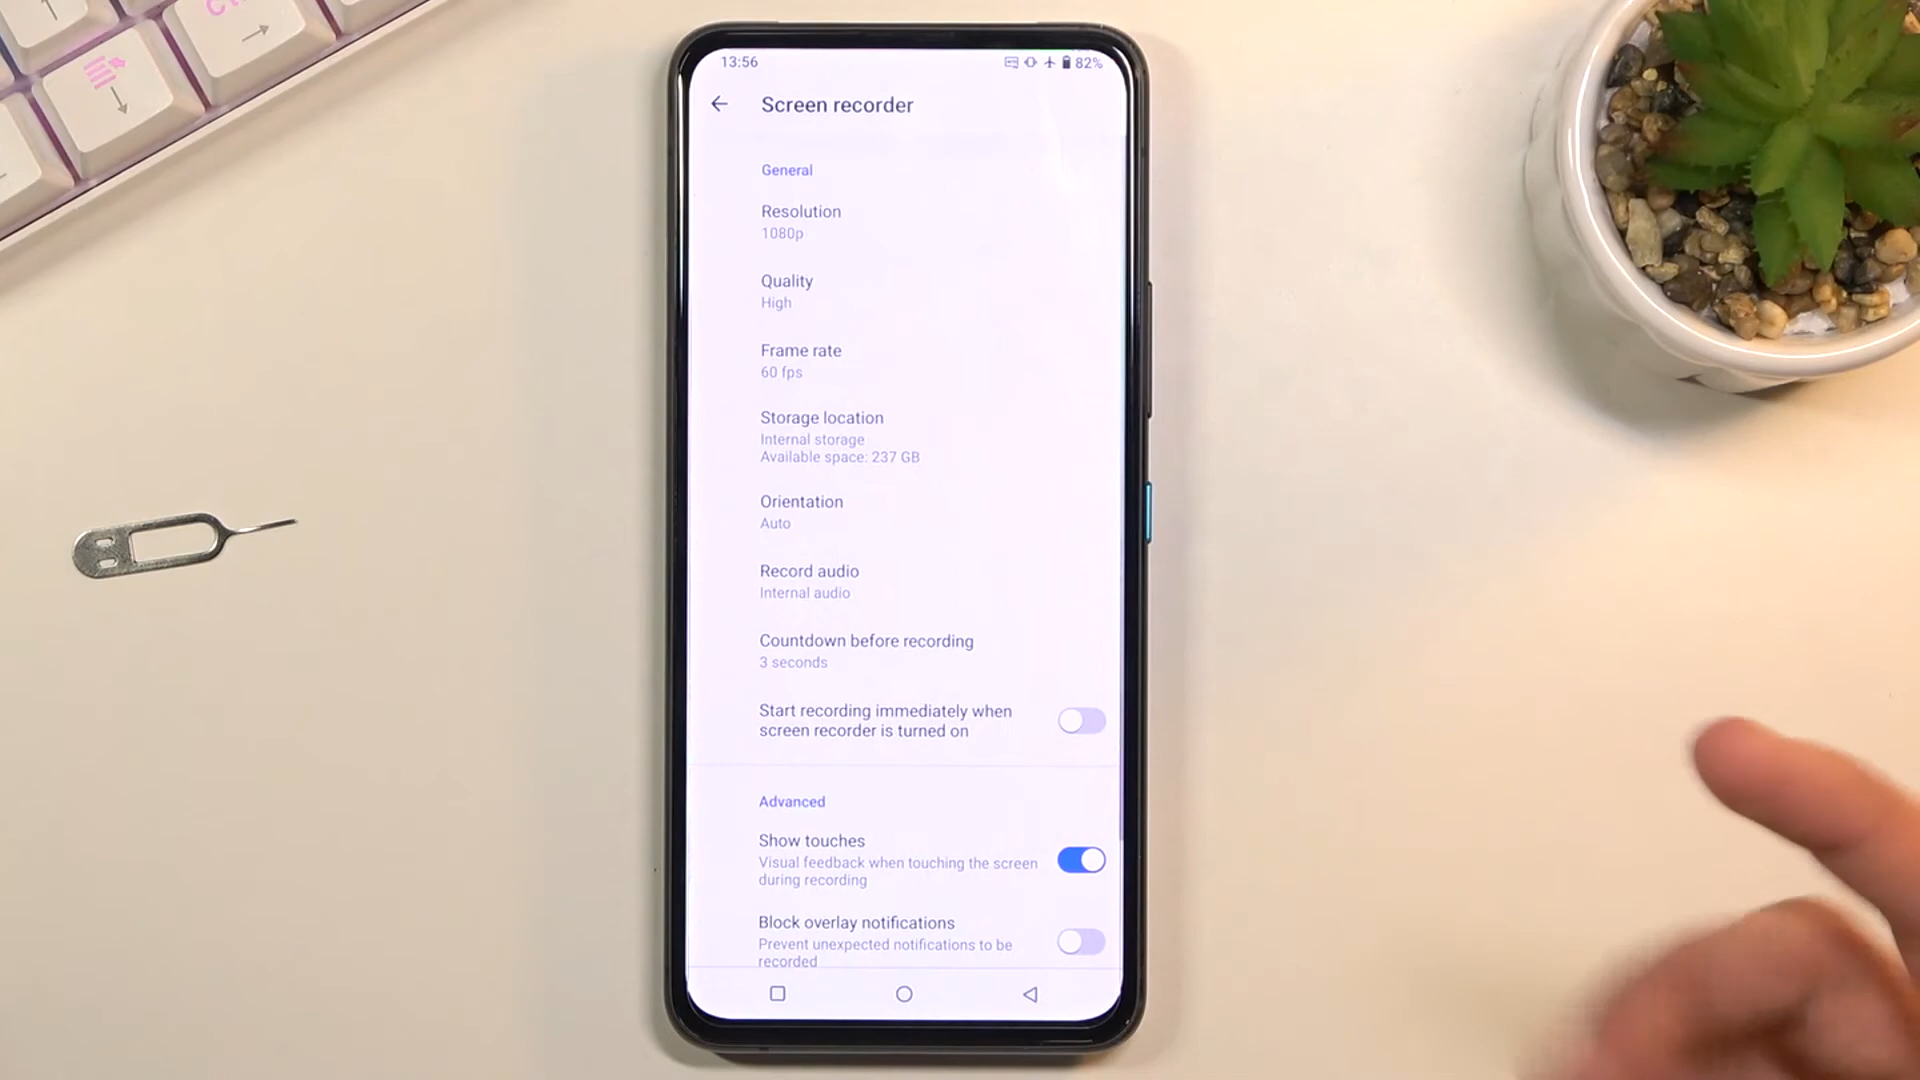 13:56
82%
Screen recorder
General
Resolution
1080p
Quality
High
Frame rate
60 fps
Storage location
Internal storage
Available space: 237 GB
Orientation
Auto
Record audio
Internal audio
Countdown before recording
3 seconds
Start recording immediately when
screen recorder is turned on
Advanced
Show touches
Visual feedback when touching the screen
during recording
Block overlay notifications
Prevent unexpected notifications to be
recorded